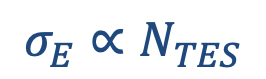 σ_E ∝ N_TES